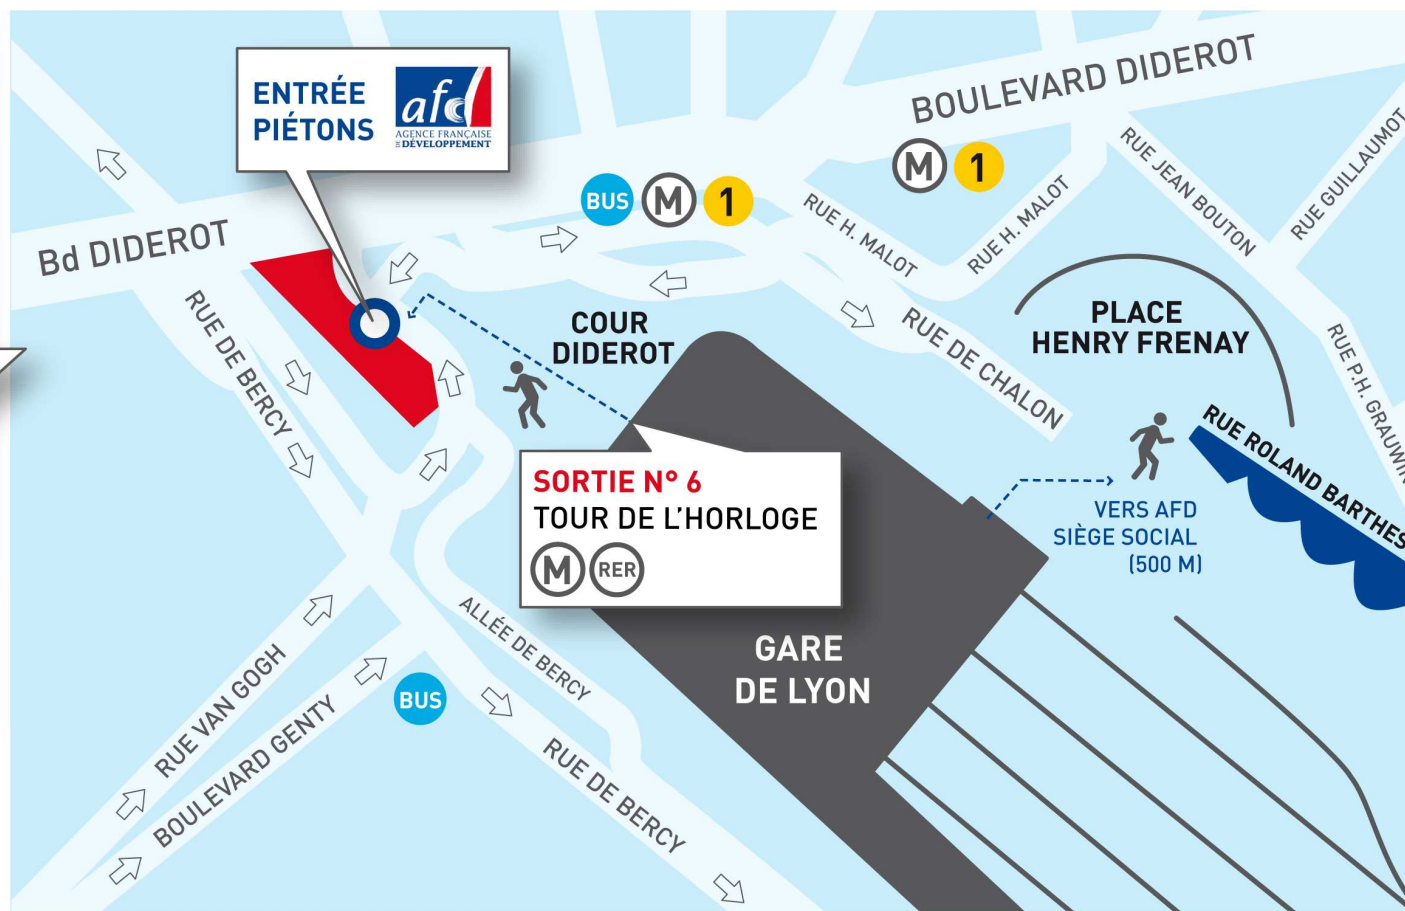 ENTRÉE
PIÉTONS
afd
AGENCE FRANÇAISE
DE DÉVELOPPEMENT
BOULEVARD DIDEROT
M 1
BUS M 1
Bd DIDEROT
RUE JEAN BOUTON
RUE GUILLAUMOT
RUE H. MALOT
RUE H. MALOT
RUE DE BERCY
COUR
DIDEROT
RUE DE CHALON
PLACE
HENRY FRENAY
RUE P.H. GRAUWIN
RUE ROLAND BARTHES
SORTIE N° 6
TOUR DE L'HORLOGE
M RER
VERS AFD
SIÈGE SOCIAL
(500 M)
ALLÉE DE BERCY
GARE
DE LYON
RUE VAN GOGH
BOULEVARD GENTY
BUS
RUE DE BERCY